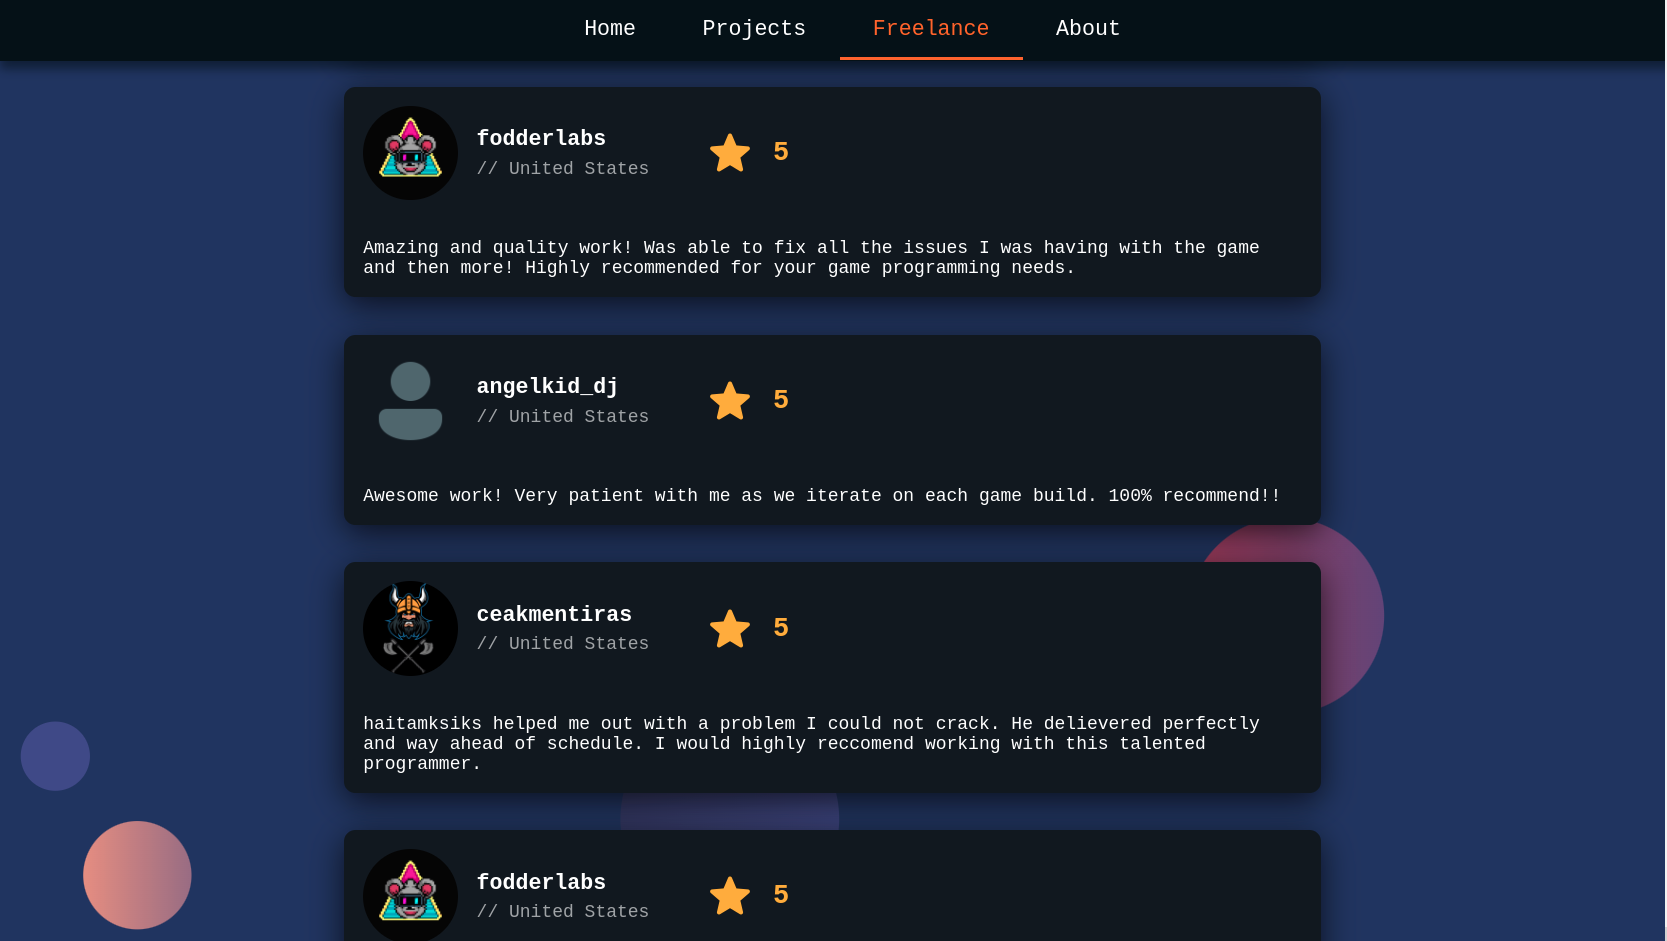 Home Projects Freelance About
fodderlabs
// United States
5
Amazing and quality work! Was able to fix all the issues I was having with the game
and then more! Highly recommended for your game programming needs.
angelkid_dj
// United States
5
Awesome work! Very patient with me as we iterate on each game build. 100% recommend!!
ceakmentiras
// United States
5
haitamksiks helped me out with a problem I could not crack. He delievered perfectly
and way ahead of schedule. I would highly reccomend working with this talented
programmer.
fodderlabs
// United States
5